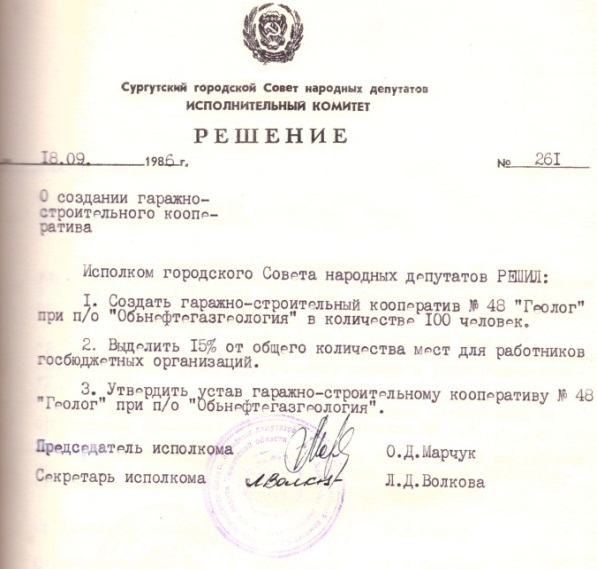 Сургутский городской Совет народных депутатов
ИСПОЛНИТЕЛЬНЫЙ КОМИТЕТ
РЕШЕНИЕ
18.09. 1986 г. № 261
О создании гаражно-
строительного коопе-
ратива
Исполком городского Совета народных депутатов РЕШИЛ:
I. Создать гаражно-строительный кооператив № 48 "Геолог"
при п/о "Обьнефтегазгеология" в количестве 100 человек.
2. Выделить 15% от общего количества мест для работников
госбюджетных организаций.
3. Утвердить устав гаражно-строительному кооперативу № 48
"Геолог" при п/о "Обьнефтегазгеология".
Председатель исполкома О.Д.Марчук
Секретарь исполкома Л.Волкова Л.Д.Волкова